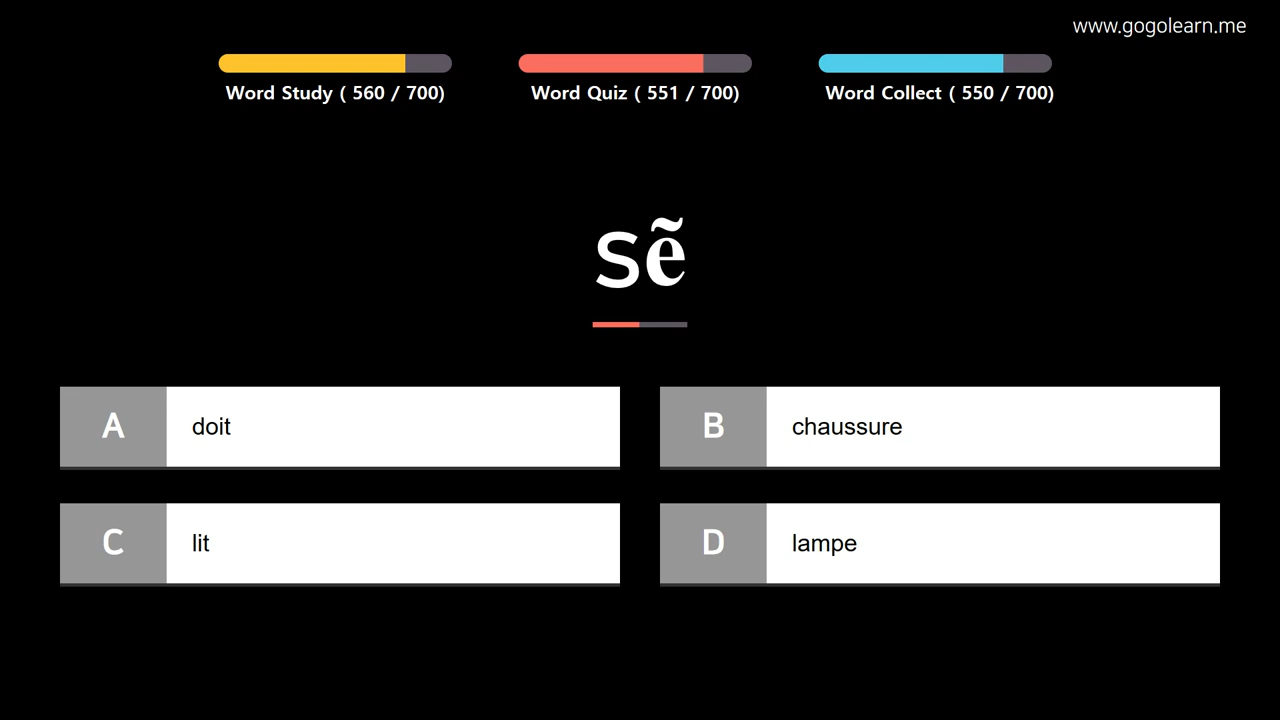 www.gogolearn.me
Word Study ( 560 / 700)
Word Quiz ( 551 / 700)
Word Collect ( 550 / 700)
sẽ
A doit
B chaussure
C lit
D lampe